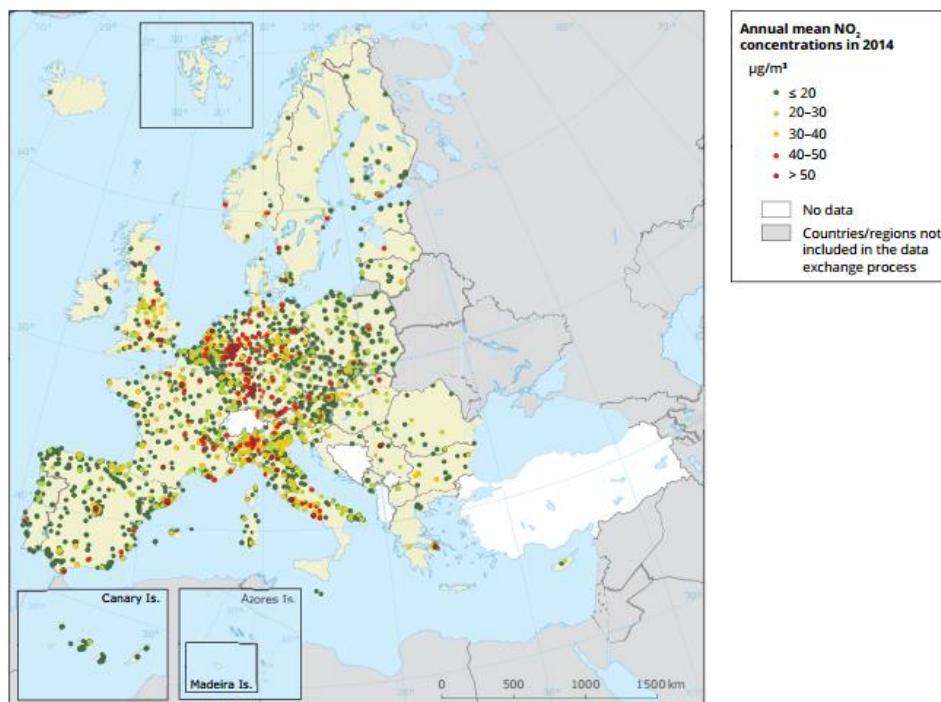 Annual mean NO₂
concentrations in 2014
µg/m³
≤ 20
20–30
30–40
40–50
> 50
No data
Countries/regions not
included in the data
exchange process
Canary Is.
Azores Is.
Madeira Is.
0 500 1000 1500 km